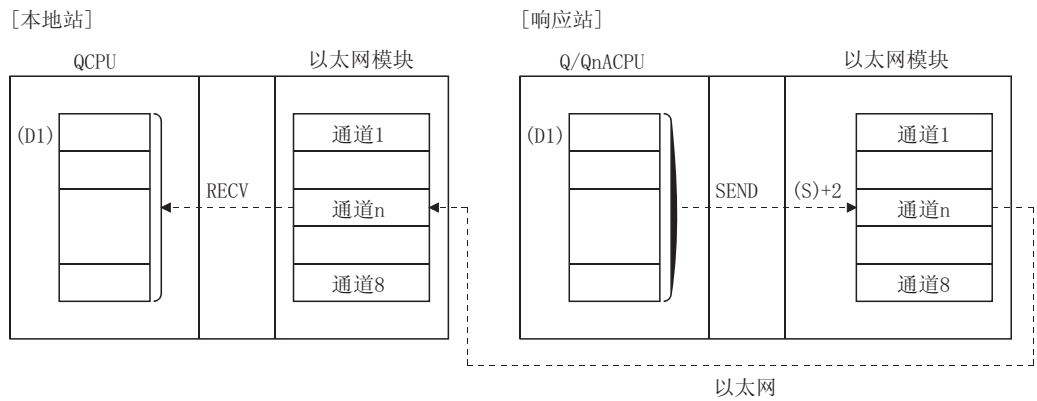 [本地站]
[响应站]
QCPU
以太网模块
Q/QnACPU
以太网模块
(D1)
通道1
(D1)
通道1
RECV
通道n
SEND
(S)+2
通道n
通道8
通道8
以太网